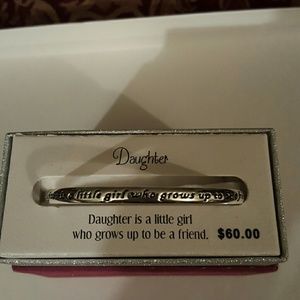 Daughter
a little girl who grows up to
Daughter is a little girl
who grows up to be a friend. $60.00